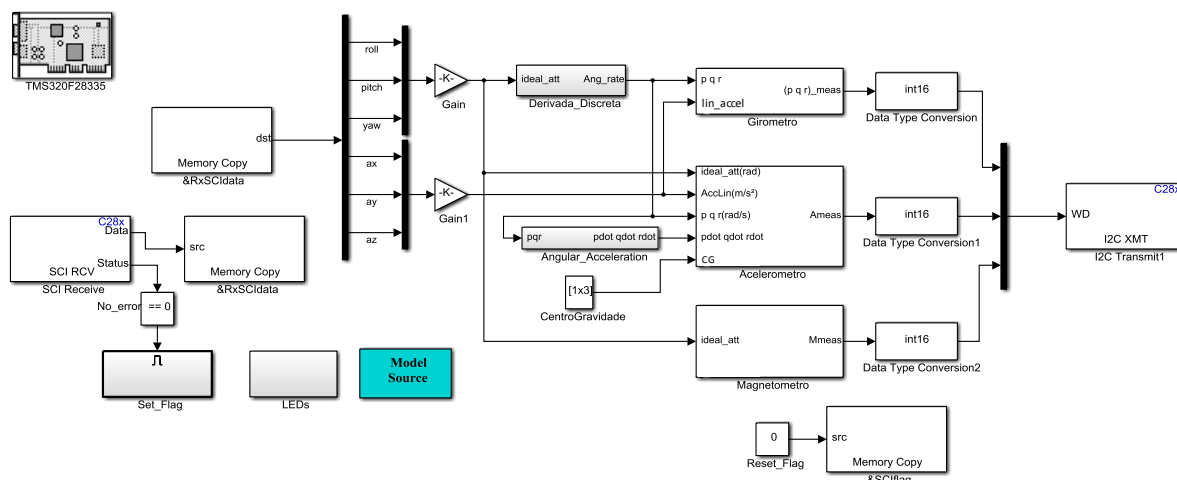 TMS320F28335
dst
Memory Copy
&RxSCIdata
roll
pitch
yaw
ax
ay
az
-K-
Gain
-K-
Gain1
ideal_att Ang_rate
Derivada_Discreta
p q r
(p q r)_meas
lin_accel
Girometro
int16
Data Type Conversion
ideal_att(rad)
AccLin(m/s²)
p q r(rad/s)
Ameas
pdot qdot rdot
CG
Acelerometro
int16
Data Type Conversion1
pqr pdot qdot rdot
Angular_Acceleration
[1x3]
CentroGravidade
C28x
WD
I2C XMT
I2C Transmit1
C28x
Data
Status
SCI RCV
SCI Receive
src
Memory Copy
&RxSCIdata
No_error
== 0
Set_Flag
LEDs
Model
Source
ideal_att Mmeas
Magnetometro
int16
Data Type Conversion2
0
Reset_Flag
src
Memory Copy
&SCIflag